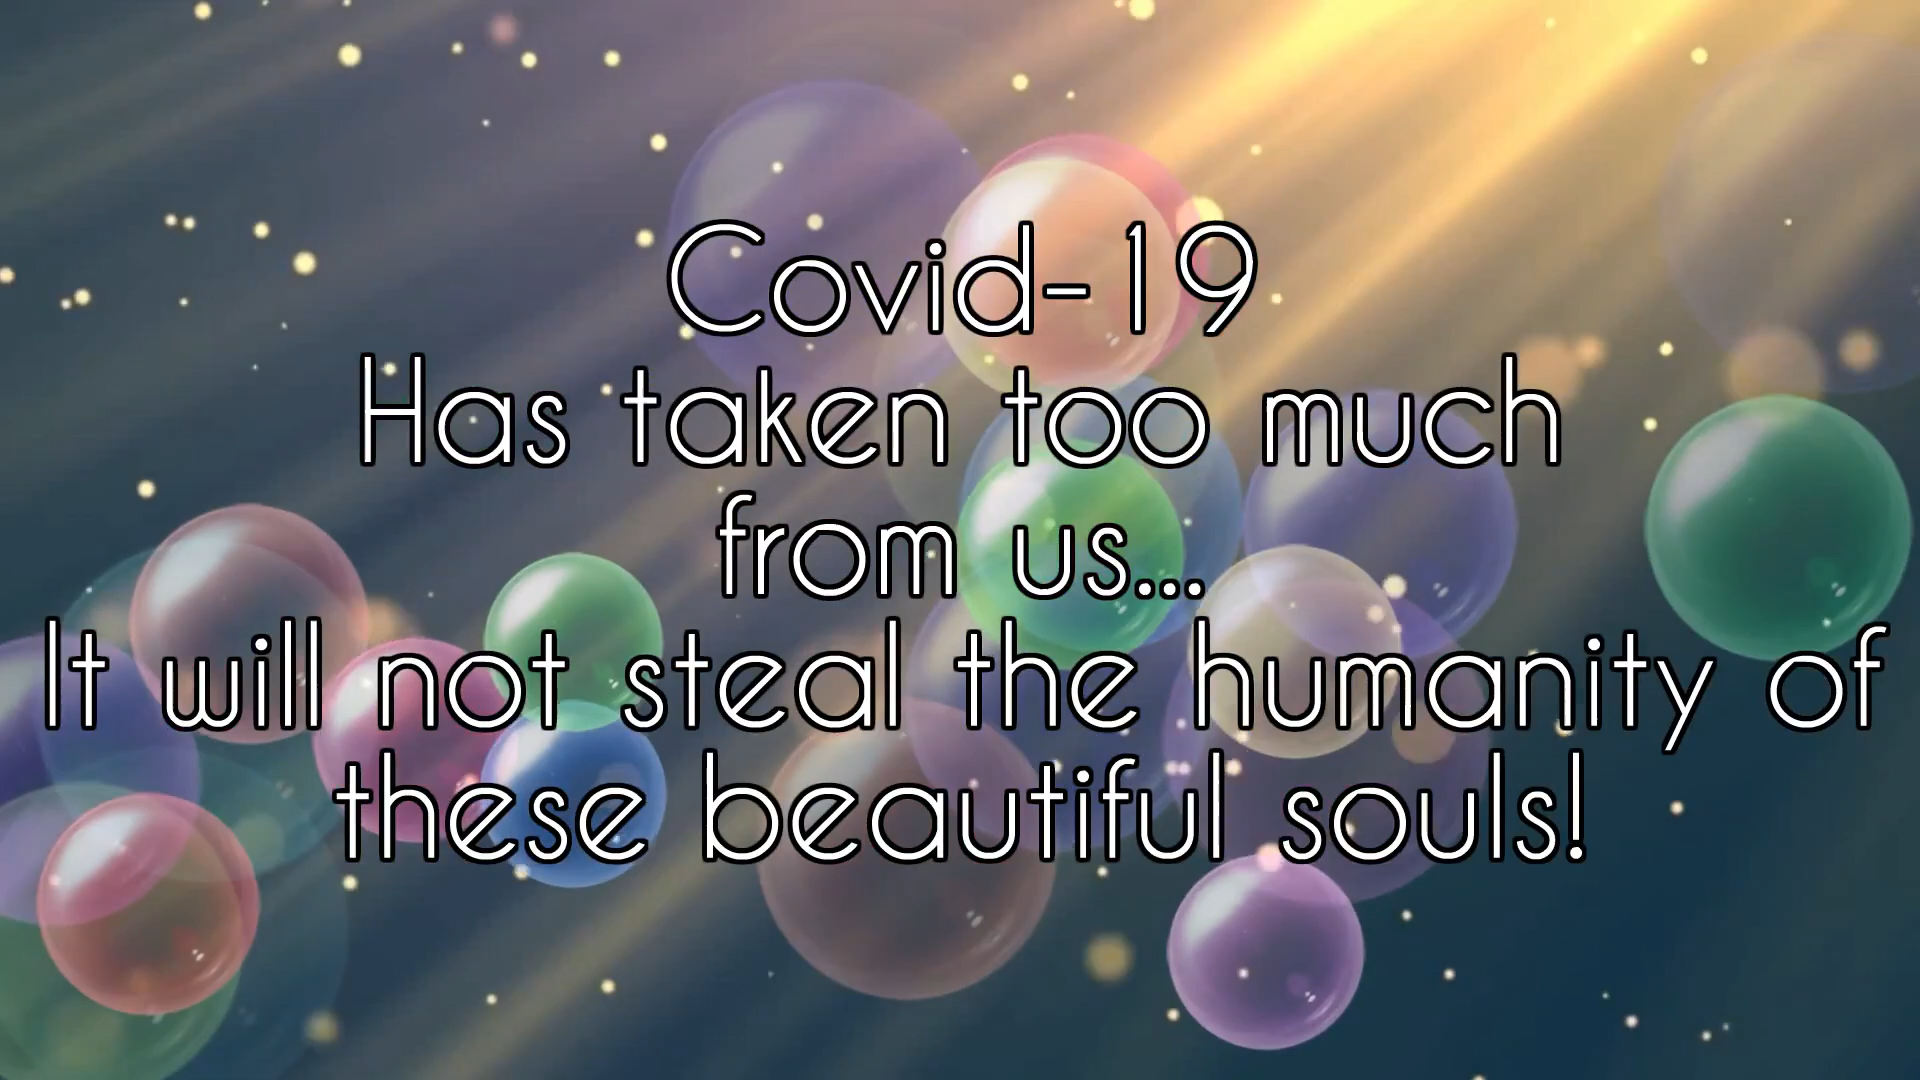 Covid-19
Has taken too much
from us...
It will not steal the humanity of
these beautiful souls!